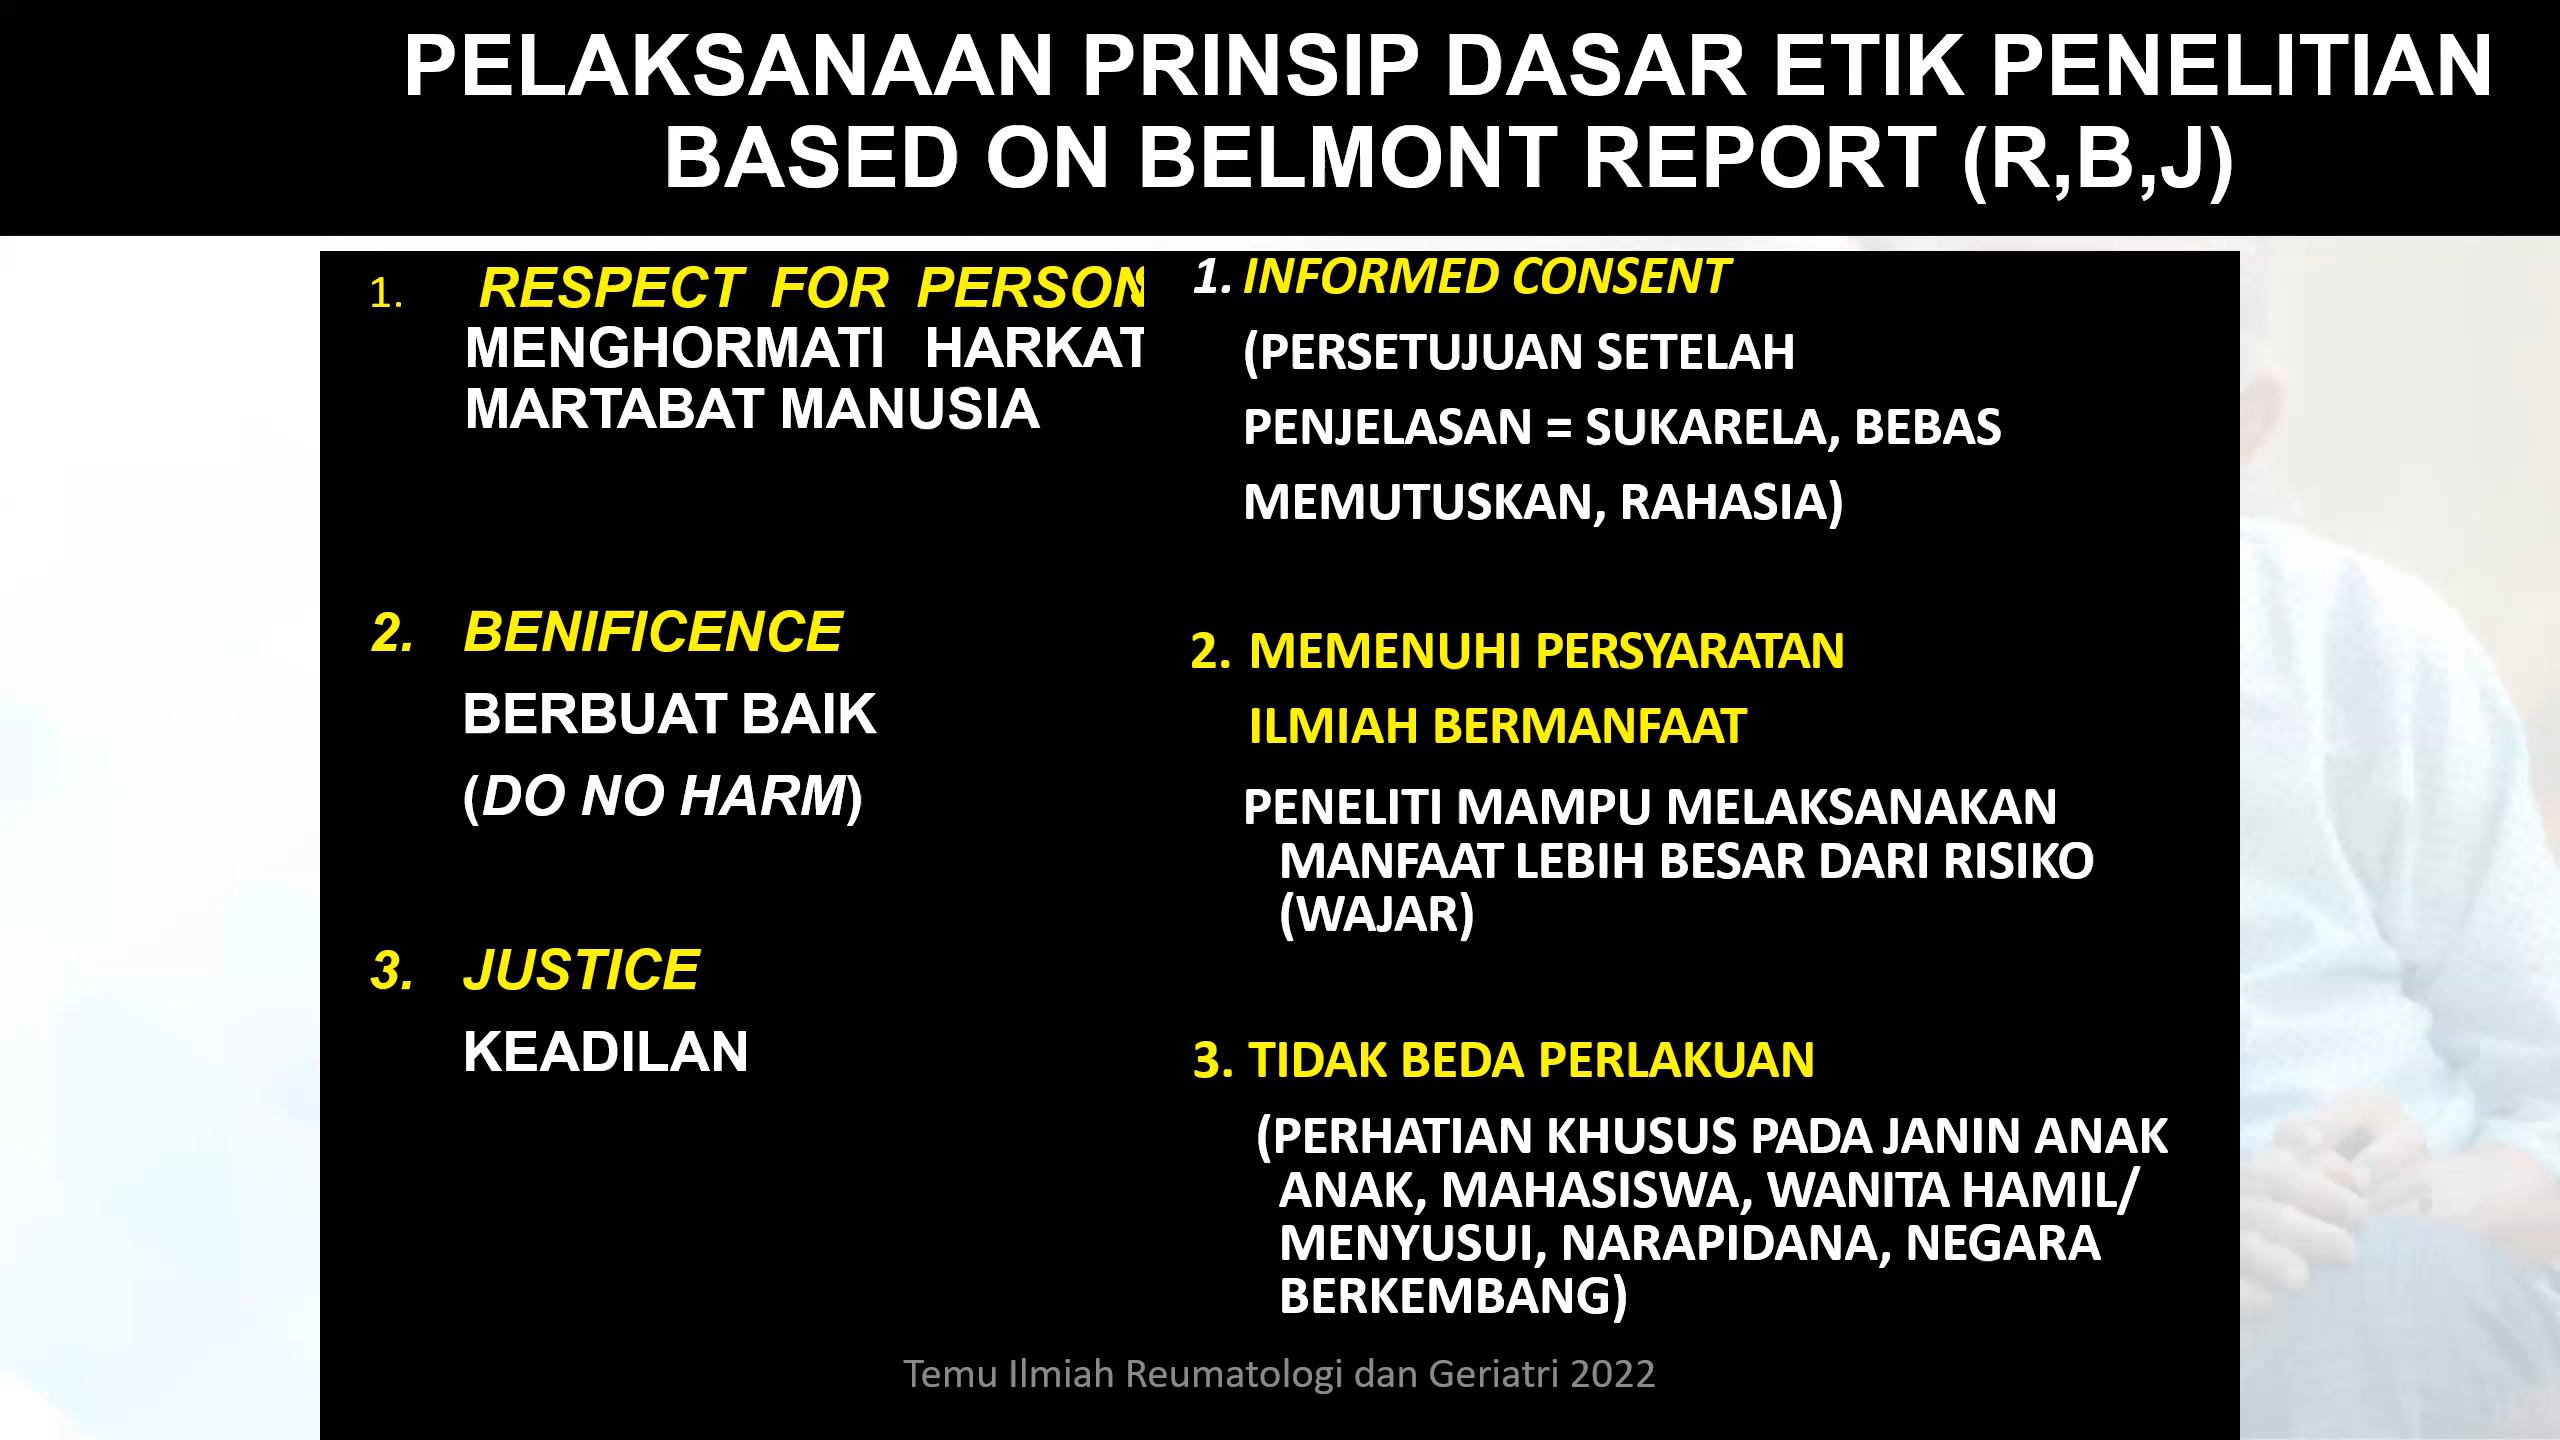 PELAKSANAAN PRINSIP DASAR ETIK PENELITIAN
BASED ON BELMONT REPORT (R,B,J)
1. RESPECT FOR PERSONS
MENGHORMATI HARKAT
MARTABAT MANUSIA
2. BENIFICENCE
BERBUAT BAIK
(DO NO HARM)
3. JUSTICE
KEADILAN
1. INFORMED CONSENT
(PERSETUJUAN SETELAH
PENJELASAN = SUKARELA, BEBAS
MEMUTUSKAN, RAHASIA)
2. MEMENUHI PERSYARATAN
ILMIAH BERMANFAAT
PENELITI MAMPU MELAKSANAKAN
MANFAAT LEBIH BESAR DARI RISIKO
(WAJAR)
3. TIDAK BEDA PERLAKUAN
(PERHATIAN KHUSUS PADA JANIN ANAK
ANAK, MAHASISWA, WANITA HAMIL/
MENYUSUI, NARAPIDANA, NEGARA
BERKEMBANG)
Temu Ilmiah Reumatologi dan Geriatri 2022